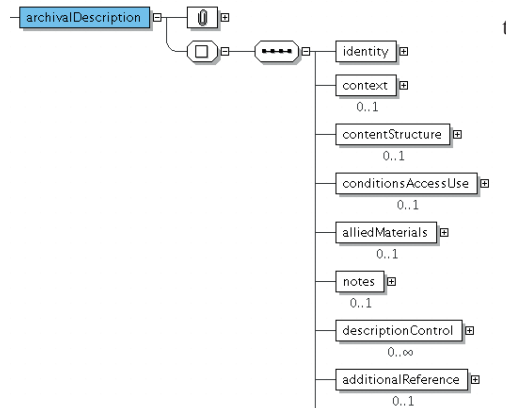 archivalDescription
t
identity
context
0..1
contentStructure
0..1
conditionsAccessUse
0..1
alliedMaterials
0..1
notes
0..1
descriptionControl
0..∞
additionalReference
0..1